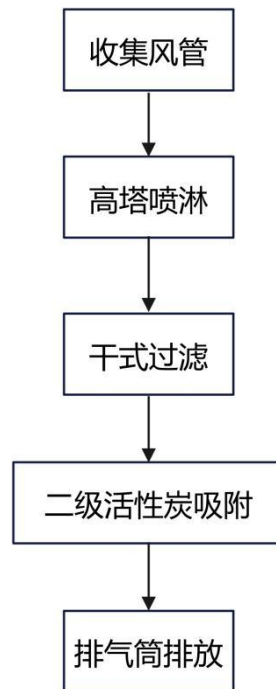 收集风管
高塔喷淋
干式过滤
二级活性炭吸附
排气筒排放